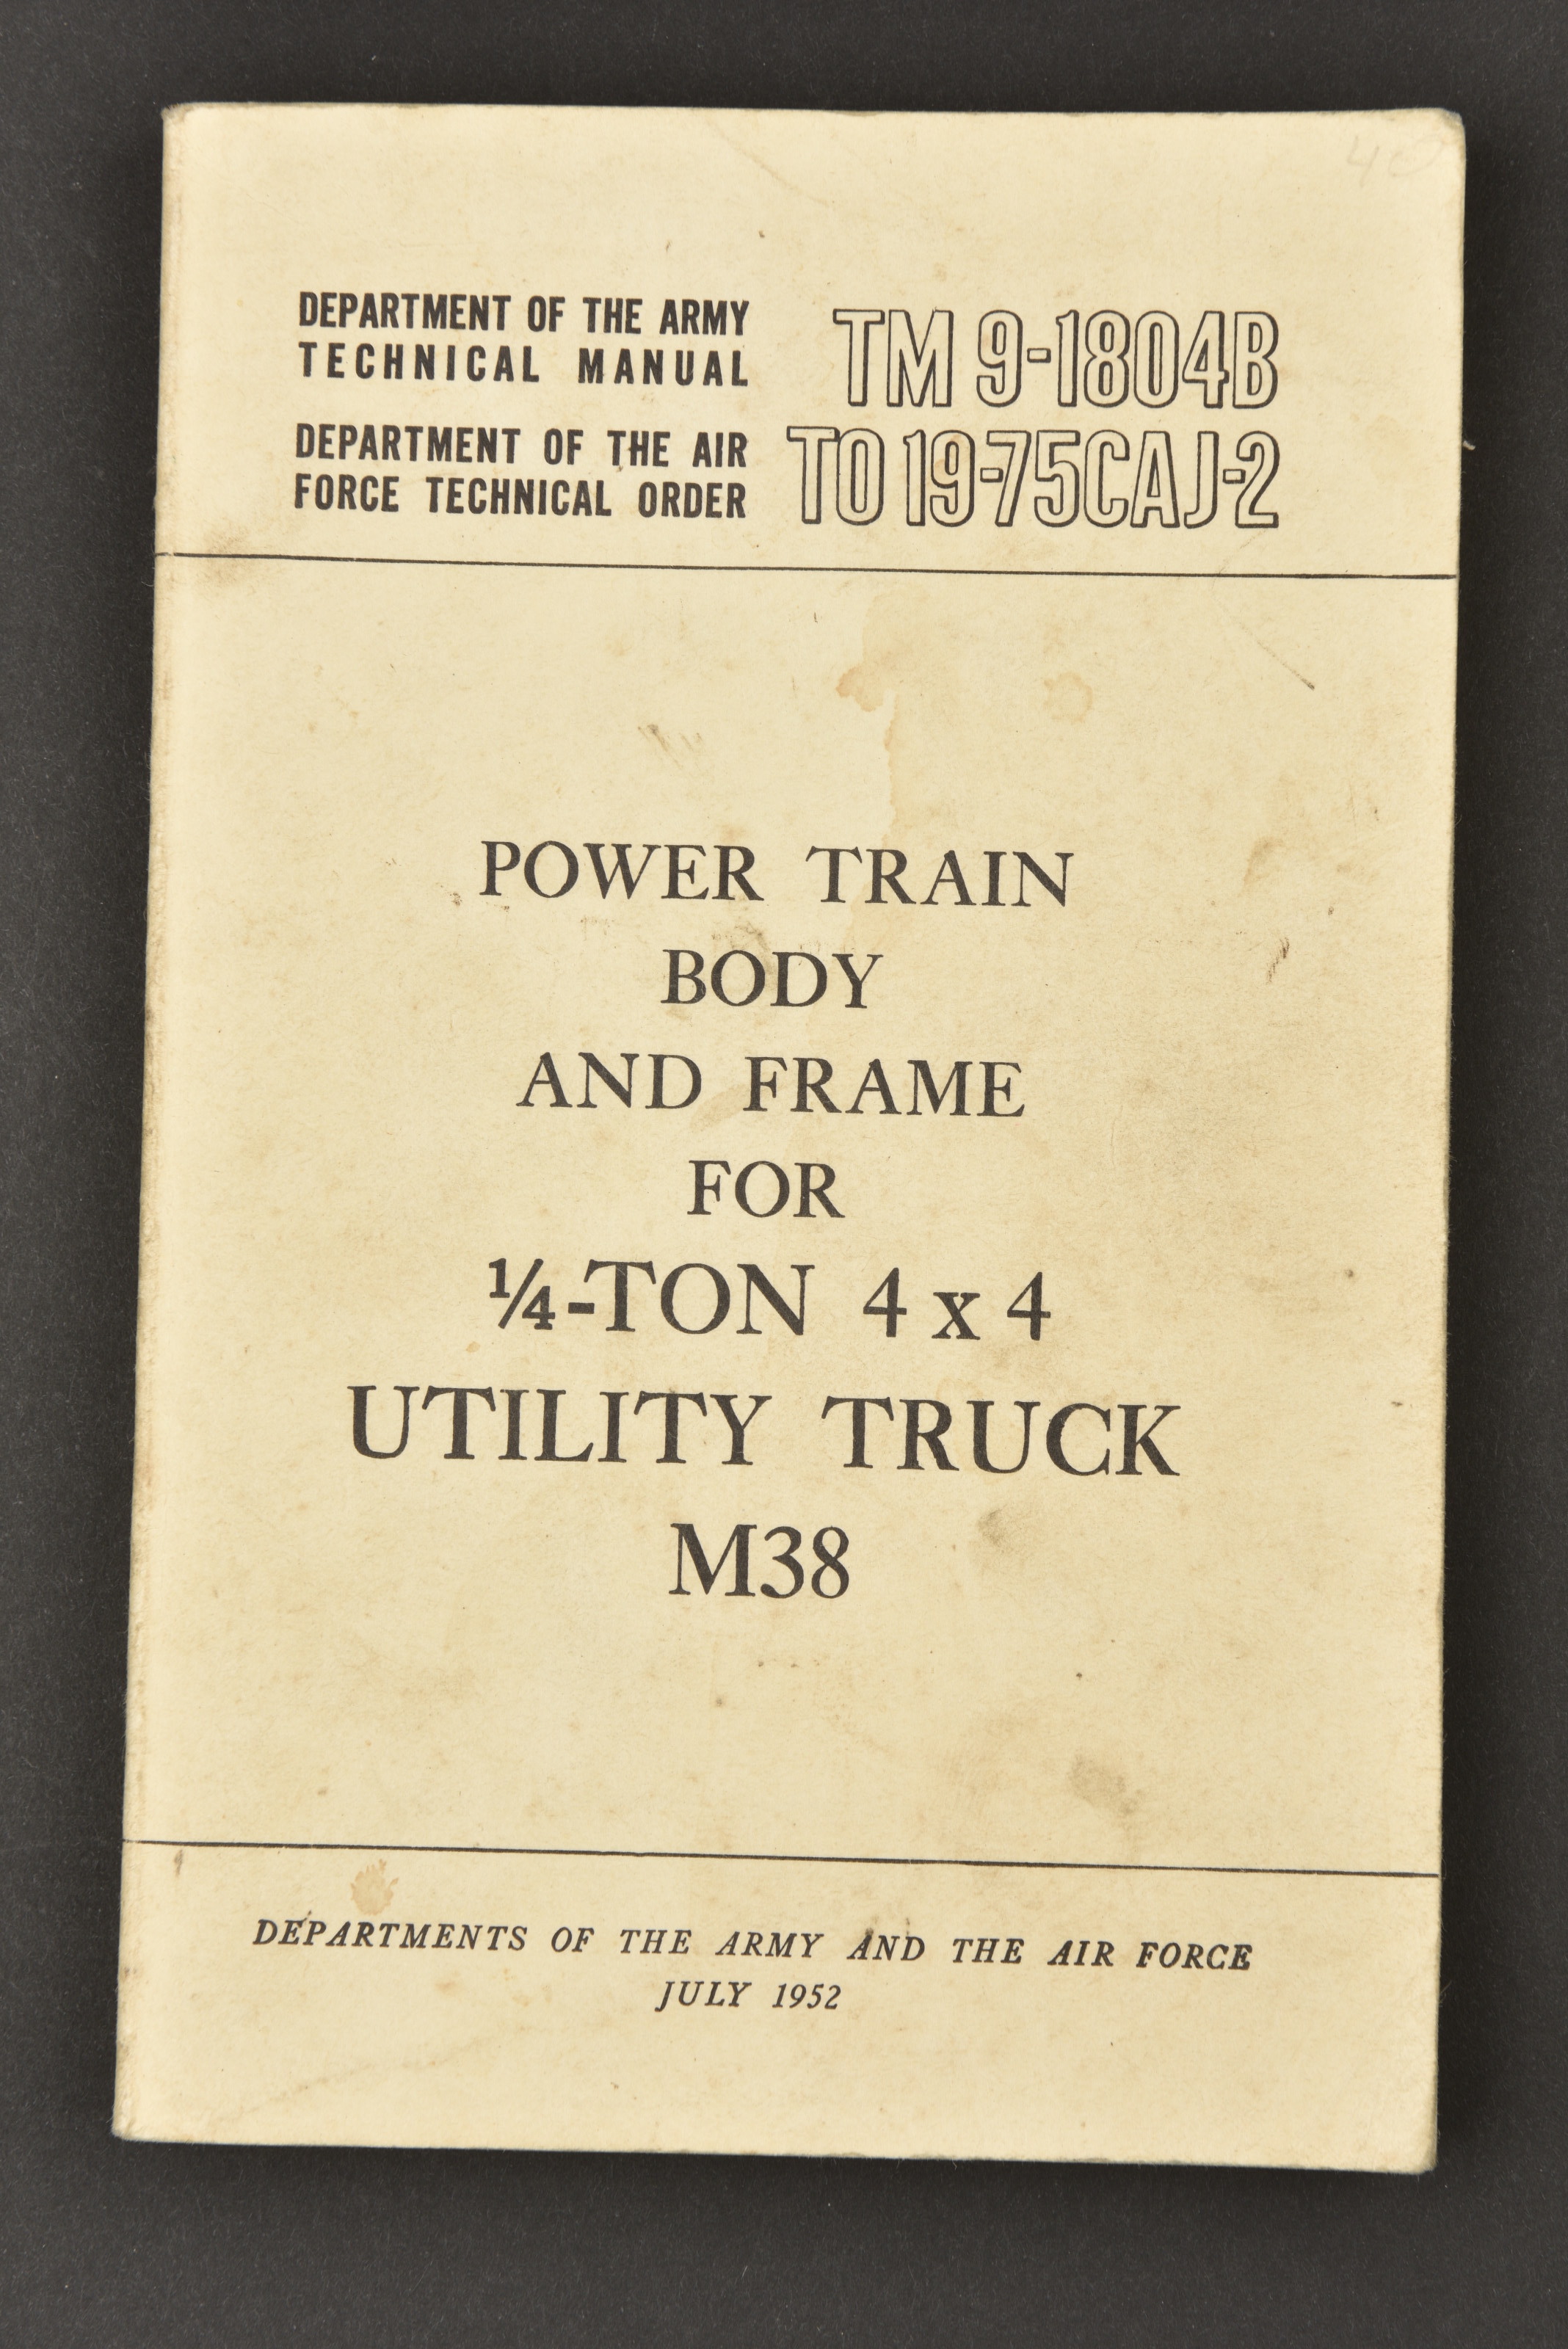 40
DEPARTMENT OF THE ARMY
TECHNICAL MANUAL
TM 9-1804B
DEPARTMENT OF THE AIR
FORCE TECHNICAL ORDER
TO 19-75CAJ-2
POWER TRAIN
BODY
AND FRAME
FOR
¼-TON 4 x 4
UTILITY TRUCK
M38
DEPARTMENTS OF THE ARMY AND THE AIR FORCE
JULY 1952